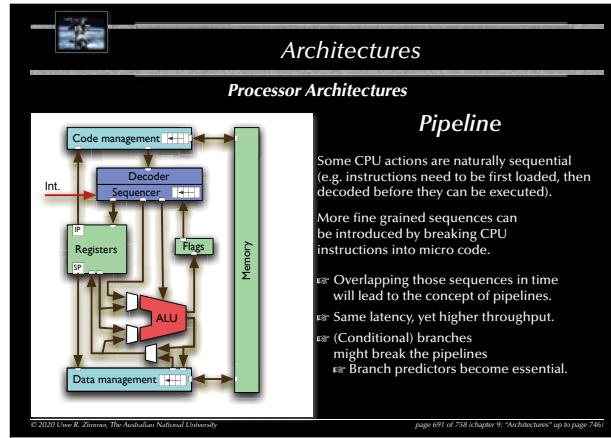 Architectures
Processor Architectures
Code management
Decoder
Sequencer
Int.
IP
Registers
SP
Flags
Memory
ALU
Data management
Pipeline
Some CPU actions are naturally sequential
(e.g. instructions need to be first loaded, then
decoded before they can be executed).
More fine grained sequences can
be introduced by breaking CPU
instructions into micro code.
☞ Overlapping those sequences in time
will lead to the concept of pipelines.
☞ Same latency, yet higher throughput.
☞ (Conditional) branches
might break the pipelines
☞ Branch predictors become essential.
© 2020 Uwe R. Zimmer, The Australian National University
page 691 of 758 (chapter 9: "Architectures" up to page 746)